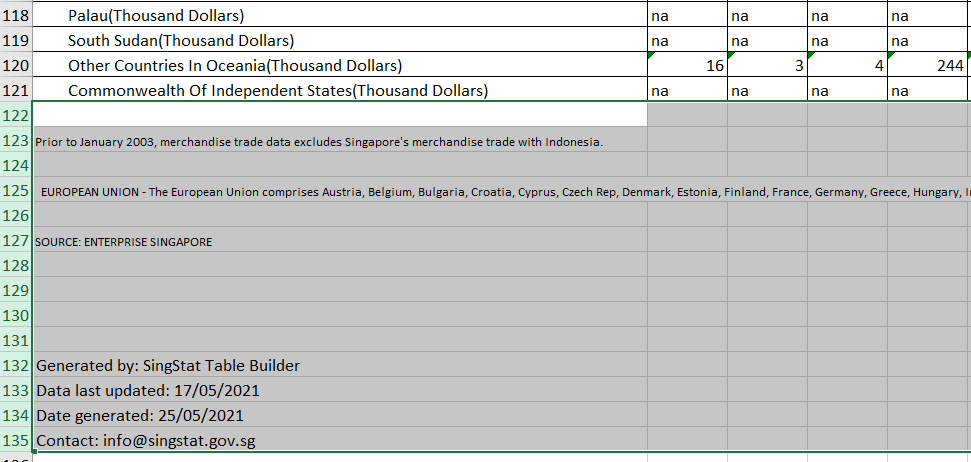 118 Palau(Thousand Dollars) na na na na
119 South Sudan(Thousand Dollars) na na na na
120 Other Countries In Oceania(Thousand Dollars) 16 3 4 244
121 Commonwealth Of Independent States(Thousand Dollars) na na na na
122
123 Prior to January 2003, merchandise trade data excludes Singapore's merchandise trade with Indonesia.
124
125 EUROPEAN UNION - The European Union comprises Austria, Belgium, Bulgaria, Croatia, Cyprus, Czech Rep, Denmark, Estonia, Finland, France, Germany, Greece, Hungary,
126
127 SOURCE: ENTERPRISE SINGAPORE
128
129
130
131
132 Generated by: SingStat Table Builder
133 Data last updated: 17/05/2021
134 Date generated: 25/05/2021
135 Contact: info@singstat.gov.sg